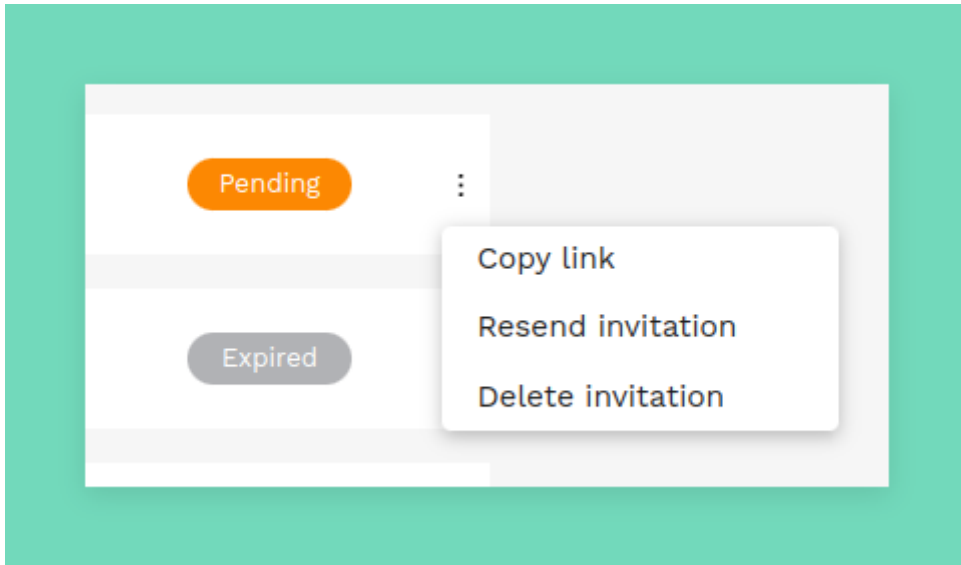 Pending
Copy link
Resend invitation
Expired
Delete invitation